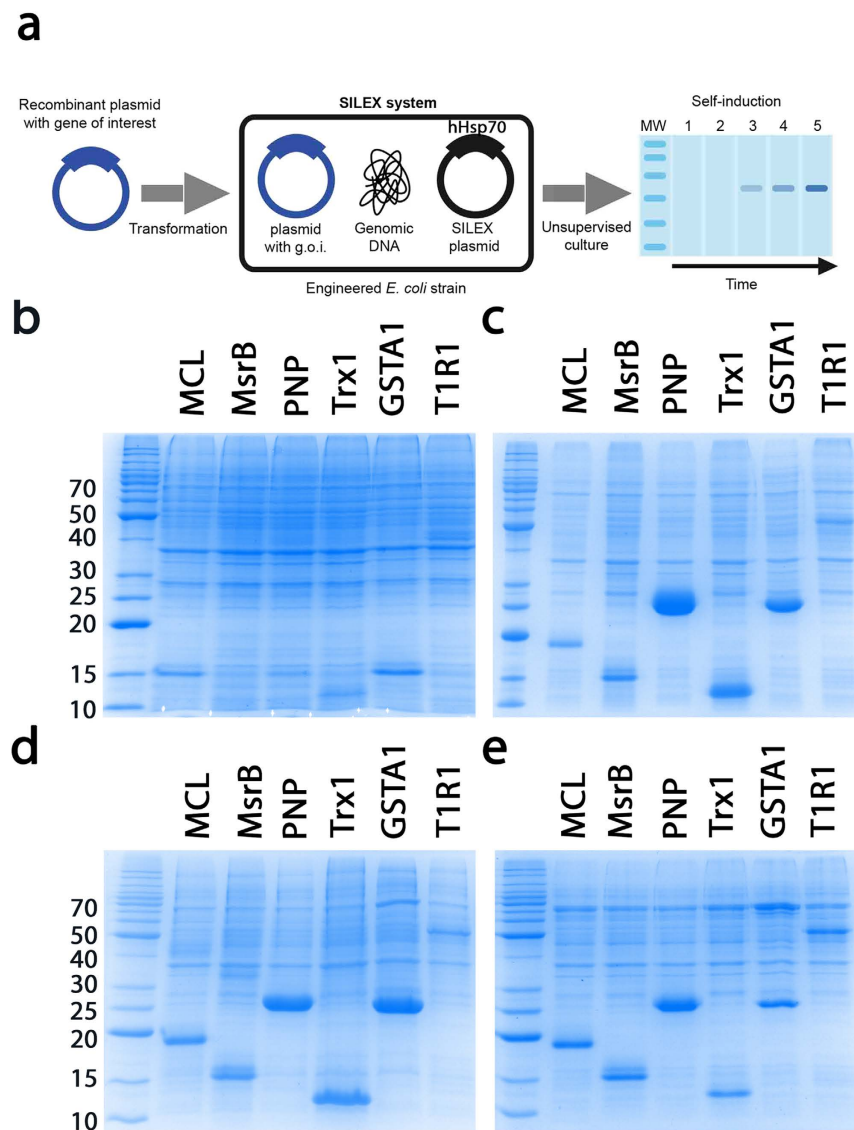 a
Recombinant plasmid
with gene of interest
Transformation
SILEX system
hHsp70
plasmid
with g.o.i.
Genomic
DNA
SILEX
plasmid
Engineered E. coli strain
Unsupervised
culture
Self-induction
MW 1 2 3 4 5
Time
b
MCL MsrB PNP Trx1 GSTA1 T1R1
70
50
40
30
25
20
15
10
c
MCL MsrB PNP Trx1 GSTA1 T1R1
d
MCL MsrB PNP Trx1 GSTA1 T1R1
70
50
40
30
25
20
15
10
e
MCL MsrB PNP Trx1 GSTA1 T1R1